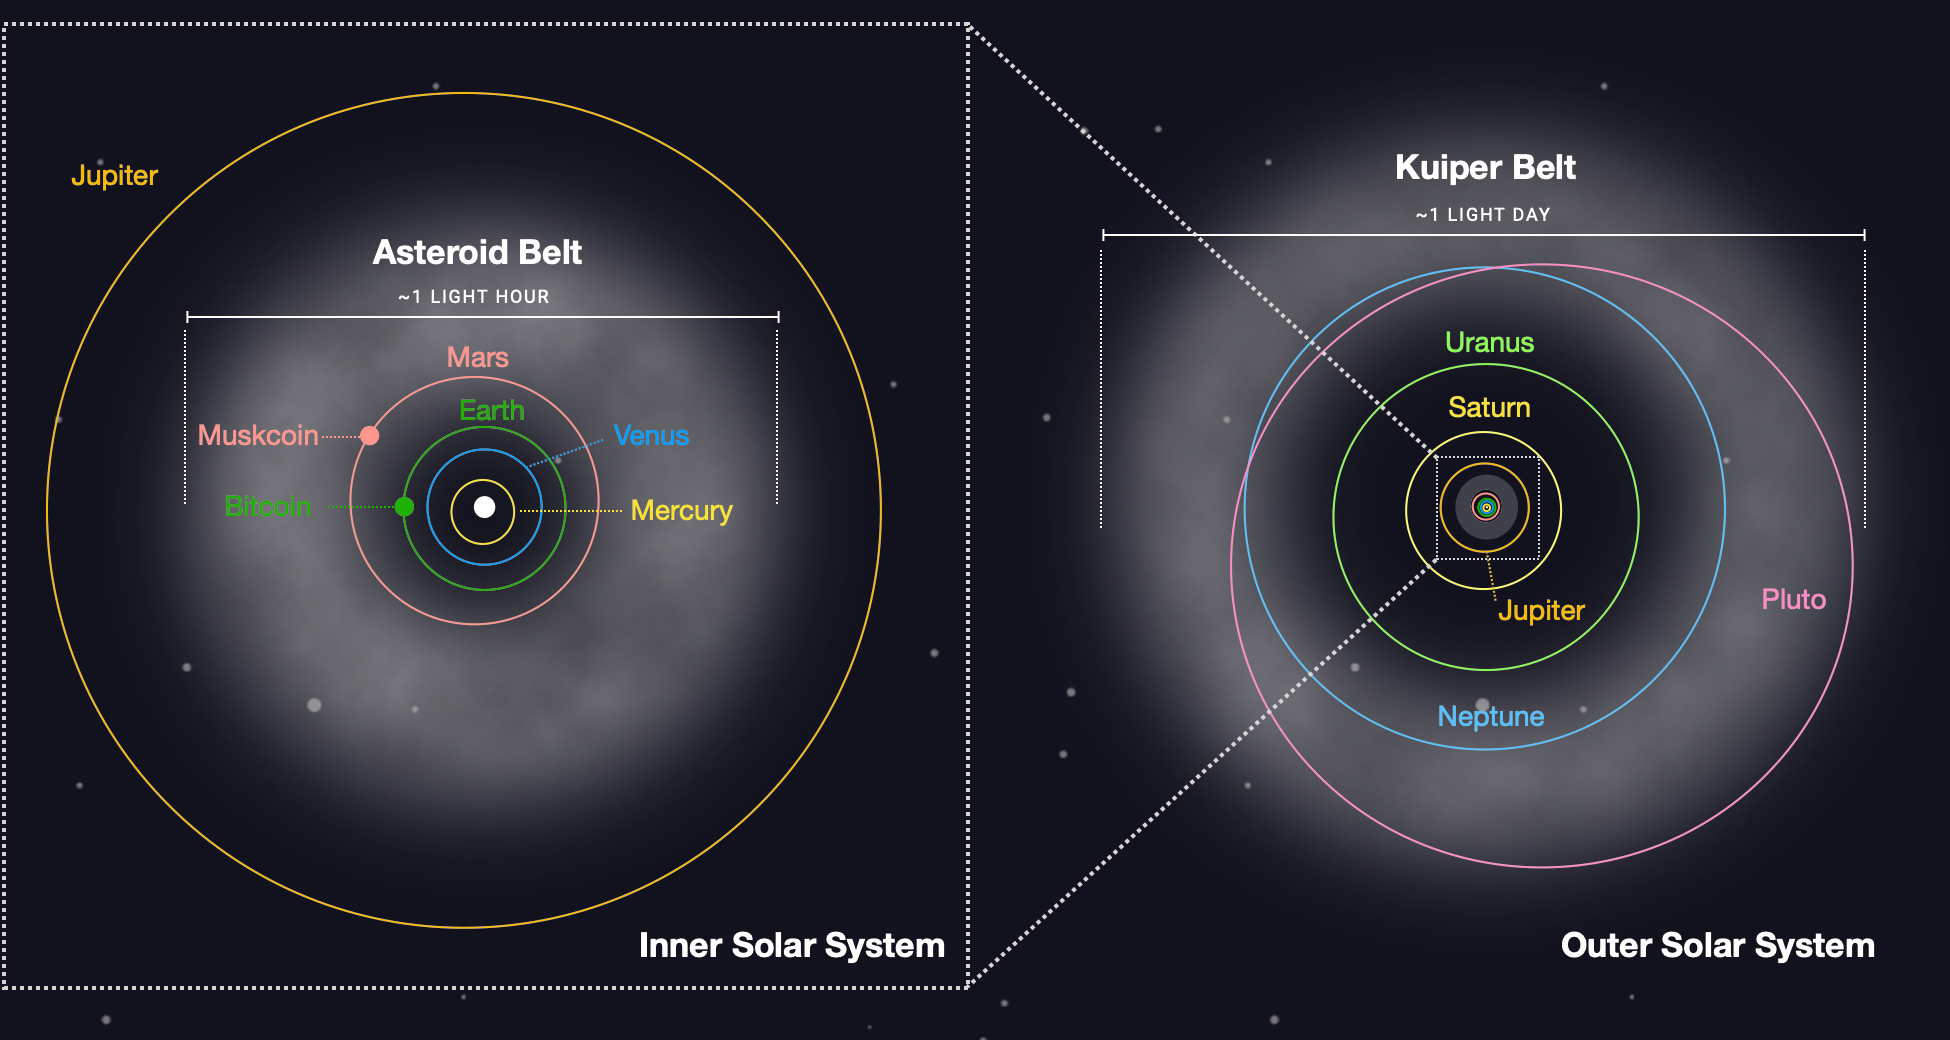 Jupiter
Asteroid Belt
~1 LIGHT HOUR
Mars
Earth
Muskcoin
Venus
Bitcoin
Mercury
Inner Solar System
Kuiper Belt
~1 LIGHT DAY
Uranus
Saturn
Jupiter
Pluto
Neptune
Outer Solar System